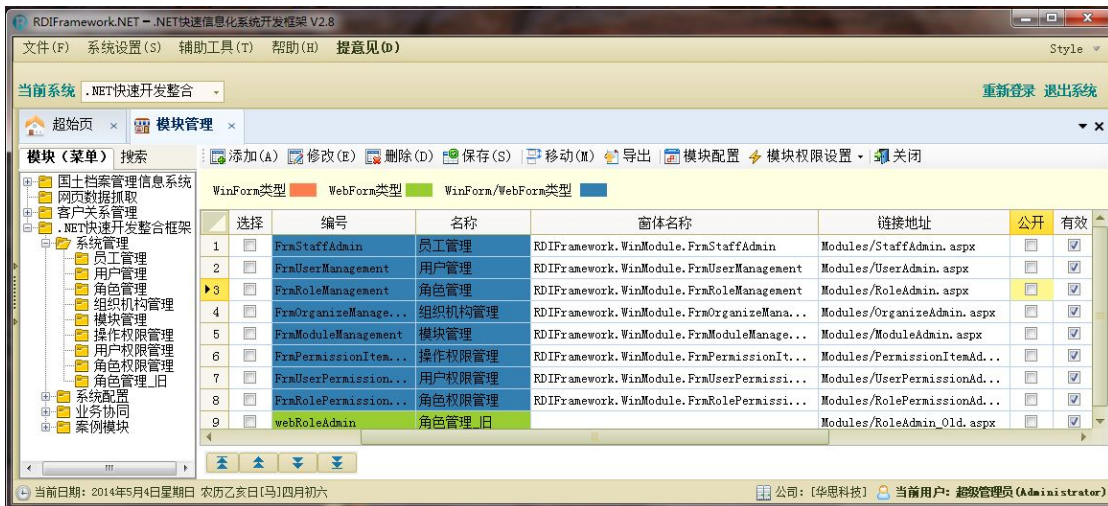 RDIFramework.NET - .NET快速信息化系统开发框架 V2.8
文件(F) 系统设置(S) 辅助工具(T) 帮助(H) 提意见(D) Style
当前系统 .NET快速开发整合 重新登录 退出系统
超始页 × 模块管理 ×
模块（菜单） 搜索
添加(A) 修改(E) 删除(D) 保存(S) 移动(M) 导出 模块配置 模块权限设置 关闭
国土档案管理信息系统
网页数据抓取
客户关系管理
.NET快速开发整合框架
系统管理
员工管理
用户管理
角色管理
组织机构管理
模块管理
操作权限管理
用户权限管理
角色权限管理
角色管理_旧
系统配置
业务协同
案例模块
WinForm类型 WebForm类型 WinForm/WebForm类型
选择 编号 名称 窗体名称 链接地址 公开 有效
1 FrmStaffAdmin 员工管理 RDIFramework.WinModule.FrmStaffAdmin Modules/StaffAdmin.aspx
2 FrmUserManagement 用户管理 RDIFramework.WinModule.FrmUserManagement Modules/UserAdmin.aspx
3 FrmRoleManagement 角色管理 RDIFramework.WinModule.FrmRoleManagement Modules/RoleAdmin.aspx
4 FrmOrganizeManage... 组织机构管理 RDIFramework.WinModule.FrmOrganizeMana... Modules/OrganizeAdmin.aspx
5 FrmModuleManagement 模块管理 RDIFramework.WinModule.FrmModuleManage... Modules/ModuleAdmin.aspx
6 FrmPermissionItem... 操作权限管理 RDIFramework.WinModule.FrmPermissionIt... Modules/PermissionItemAd...
7 FrmUserPermission... 用户权限管理 RDIFramework.WinModule.FrmUserPermissi... Modules/UserPermissionAd...
8 FrmRolePermission... 角色权限管理 RDIFramework.WinModule.FrmRolePermissi... Modules/RolePermissionAd...
9 webRoleAdmin 角色管理_旧 Modules/RoleAdmin_Old.aspx
当前日期: 2014年5月4日星期日 农历乙亥日[马]四月初六 公司: [华思科技] 当前用户: 超级管理员(Administrator)